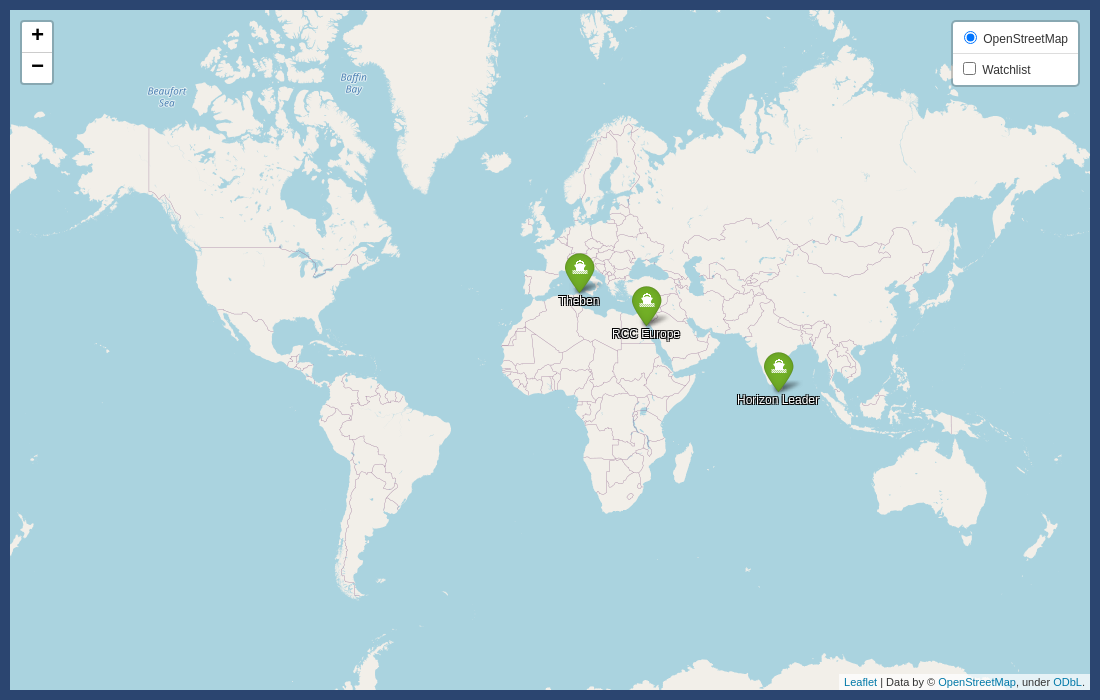 +
−
OpenStreetMap
Watchlist
Beaufort
Sea
Baffin
Bay
Theben
RCC Europe
Horizon Leader
Leaflet | Data by © OpenStreetMap, under ODbL.